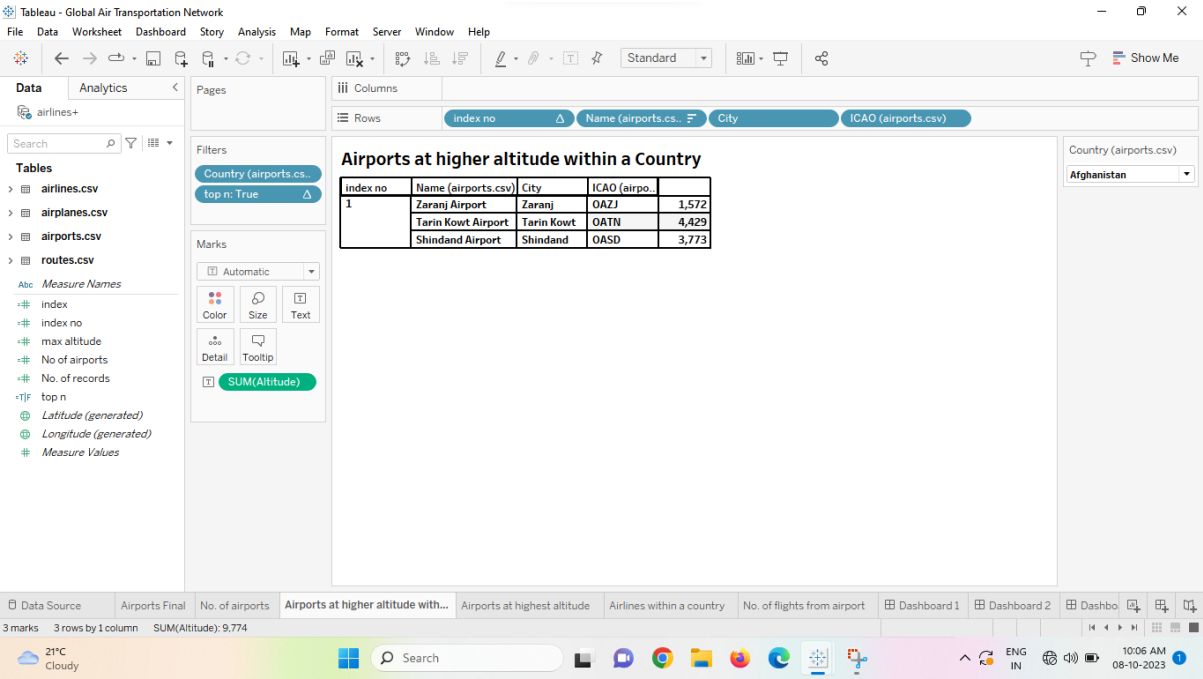 Tableau - Global Air Transportation Network
File Data Worksheet Dashboard Story Analysis Map Format Server Window Help
Standard
Show Me
Data Analytics
airlines+
Search
Tables
airlines.csv
airplanes.csv
airports.csv
routes.csv
Abc Measure Names
index
index no
max altitude
No of airports
No. of records
T|F top n
Latitude (generated)
Longitude (generated)
Measure Values
Pages
Filters
Country (airports.cs..
top n: True
Marks
Automatic
Color Size Text
Detail Tooltip
SUM(Altitude)
Columns
Rows index no Name (airports.cs.. City ICAO (airports.csv)
Airports at higher altitude within a Country
index no Name (airports.csv) City ICAO (airpo..
1 Zaranj Airport Zaranj OAZJ 1,572
Tarin Kowt Airport Tarin Kowt OATN 4,429
Shindand Airport Shindand OASD 3,773
Country (airports.csv)
Afghanistan
Data Source Airports Final No. of airports Airports at higher altitude with... Airports at highest altitude Airlines within a country No. of flights from airport Dashboard 1 Dashboard 2 Dashbo
3 marks 3 rows by 1 column SUM(Altitude): 9,774
21°C
Cloudy
Search
ENG
IN
10:06 AM
08-10-2023
1